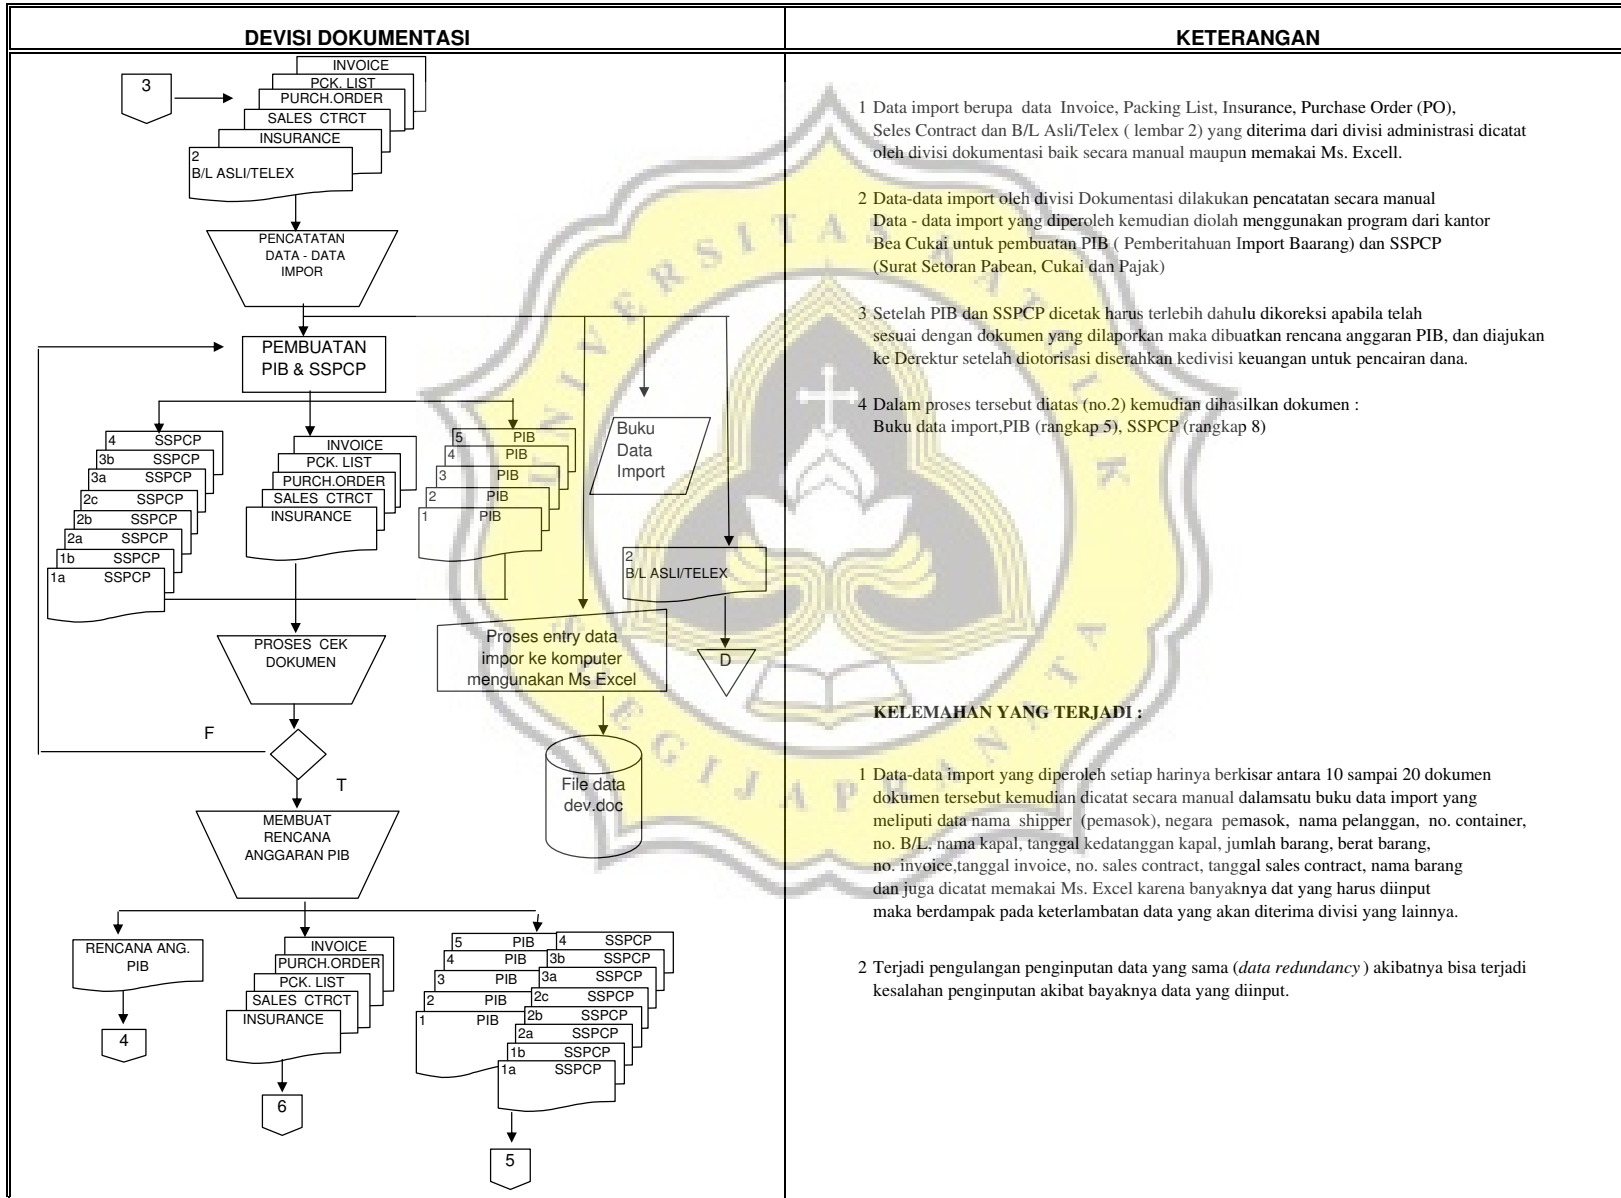 DEVISI DOKUMENTASI
KETERANGAN
3
INVOICE
PCK. LIST
PURCH.ORDER
SALES CTRCT
INSURANCE
2
B/L ASLI/TELEX
PENCATATAN
DATA - DATA
IMPOR
PEMBUATAN
PIB & SSPCP
4 SSPCP
3b SSPCP
3a SSPCP
2c SSPCP
2b SSPCP
2a SSPCP
1b SSPCP
1a SSPCP
INVOICE
PCK. LIST
PURCH.ORDER
SALES CTRCT
INSURANCE
5 PIB
4 PIB
3 PIB
2 PIB
1 PIB
Buku
Data
Import
2
B/L ASLI/TELEX
D
PROSES CEK
DOKUMEN
Proses entry data
impor ke komputer
mengunakan Ms Excel
F
T
File data
dev.doc
MEMBUAT
RENCANA
ANGGARAN PIB
RENCANA ANG.
PIB
4
INVOICE
PURCH.ORDER
PCK. LIST
SALES CTRCT
INSURANCE
6
5 PIB
4 PIB
3 PIB
2 PIB
1 PIB
4 SSPCP
3b SSPCP
3a SSPCP
2c SSPCP
2b SSPCP
2a SSPCP
1b SSPCP
1a SSPCP
5
1 Data import berupa data Invoice, Packing List, Insurance, Purchase Order (PO),
Seles Contract dan B/L Asli/Telex ( lembar 2) yang diterima dari divisi administrasi dicatat
oleh divisi dokumentasi baik secara manual maupun memakai Ms. Excell.
2 Data-data import oleh divisi Dokumentasi dilakukan pencatatan secara manual
Data - data import yang diperoleh kemudian diolah menggunakan program dari kantor
Bea Cukai untuk pembuatan PIB ( Pemberitahuan Import Baarang) dan SSPCP
(Surat Setoran Pabean, Cukai dan Pajak)
3 Setelah PIB dan SSPCP dicetak harus terlebih dahulu dikoreksi apabila telah
sesuai dengan dokumen yang dilaporkan maka dibuatkan rencana anggaran PIB, dan diajukan
ke Derektur setelah diotorisasi diserahkan kedivisi keuangan untuk pencairan dana.
4 Dalam proses tersebut diatas (no.2) kemudian dihasilkan dokumen :
Buku data import,PIB (rangkap 5), SSPCP (rangkap 8)
KELEMAHAN YANG TERJADI :
1 Data-data import yang diperoleh setiap harinya berkisar antara 10 sampai 20 dokumen
dokumen tersebut kemudian dicatat secara manual dalamsatu buku data import yang
meliputi data nama shipper (pemasok), negara pemasok, nama pelanggan, no. container,
no. B/L, nama kapal, tanggal kedatanggan kapal, jumlah barang, berat barang,
no. invoice,tanggal invoice, no. sales contract, tanggal sales contract, nama barang
dan juga dicatat memakai Ms. Excel karena banyaknya dat yang harus diinput
maka berdampak pada keterlambatan data yang akan diterima divisi yang lainnya.
2 Terjadi pengulangan penginputan data yang sama (data redundancy ) akibatnya bisa terjadi
kesalahan penginputan akibat bayaknya data yang diinput.
UNIVERSITAS KATOLIK
SOEGIJAPRANATA